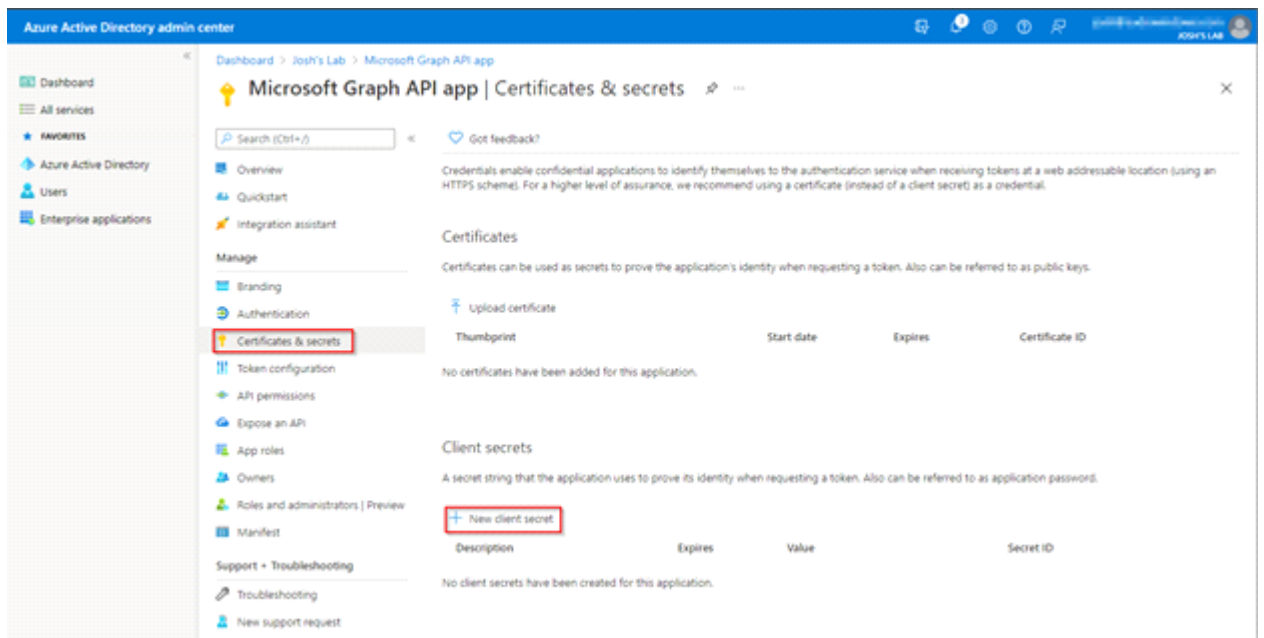 Azure Active Directory admin center
JOSH'S LAB
Dashboard
All services
FAVORITES
Azure Active Directory
Users
Enterprise applications
Dashboard > Josh's Lab > Microsoft Graph API app
Microsoft Graph API app | Certificates & secrets
Search (Ctrl+/)
Overview
Quickstart
Integration assistant
Manage
Branding
Authentication
Certificates & secrets
Token configuration
API permissions
Expose an API
App roles
Owners
Roles and administrators | Preview
Manifest
Support + Troubleshooting
Troubleshooting
New support request
Got feedback?
Credentials enable confidential applications to identify themselves to the authentication service when receiving tokens at a web addressable location (using an
HTTPS scheme). For a higher level of assurance, we recommend using a certificate (instead of a client secret) as a credential.
Certificates
Certificates can be used as secrets to prove the application's identity when requesting a token. Also can be referred to as public keys.
Upload certificate
Thumbprint Start date Expires Certificate ID
No certificates have been added for this application.
Client secrets
A secret string that the application uses to prove its identity when requesting a token. Also can be referred to as application password.
New client secret
Description Expires Value Secret ID
No client secrets have been created for this application.